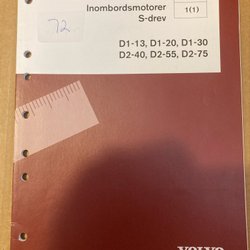 Inombordsmotorer
1(1)
S-drev
72
D1-13, D1-20, D1-30
D2-40, D2-55, D2-75
VOLVO